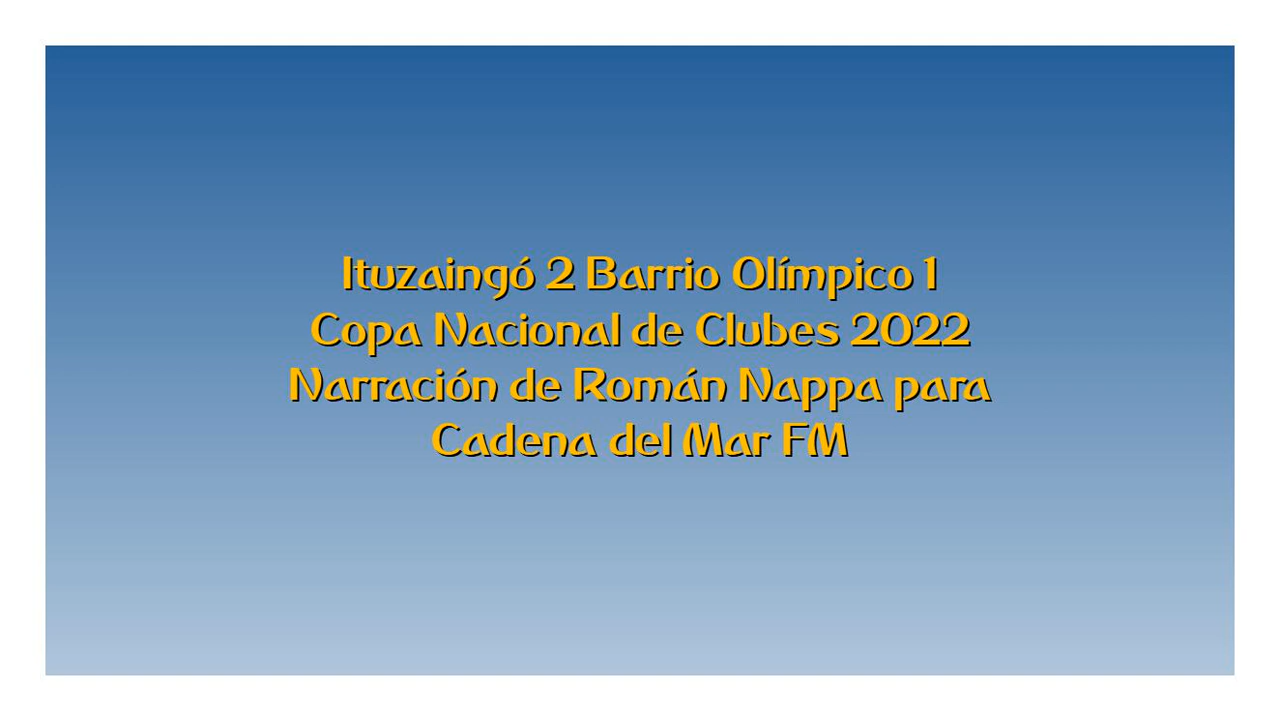 Ituzaingó 2 Barrio Olímpico 1
Copa Nacional de Clubes 2022
Narración de Román Nappa para
Cadena del Mar FM